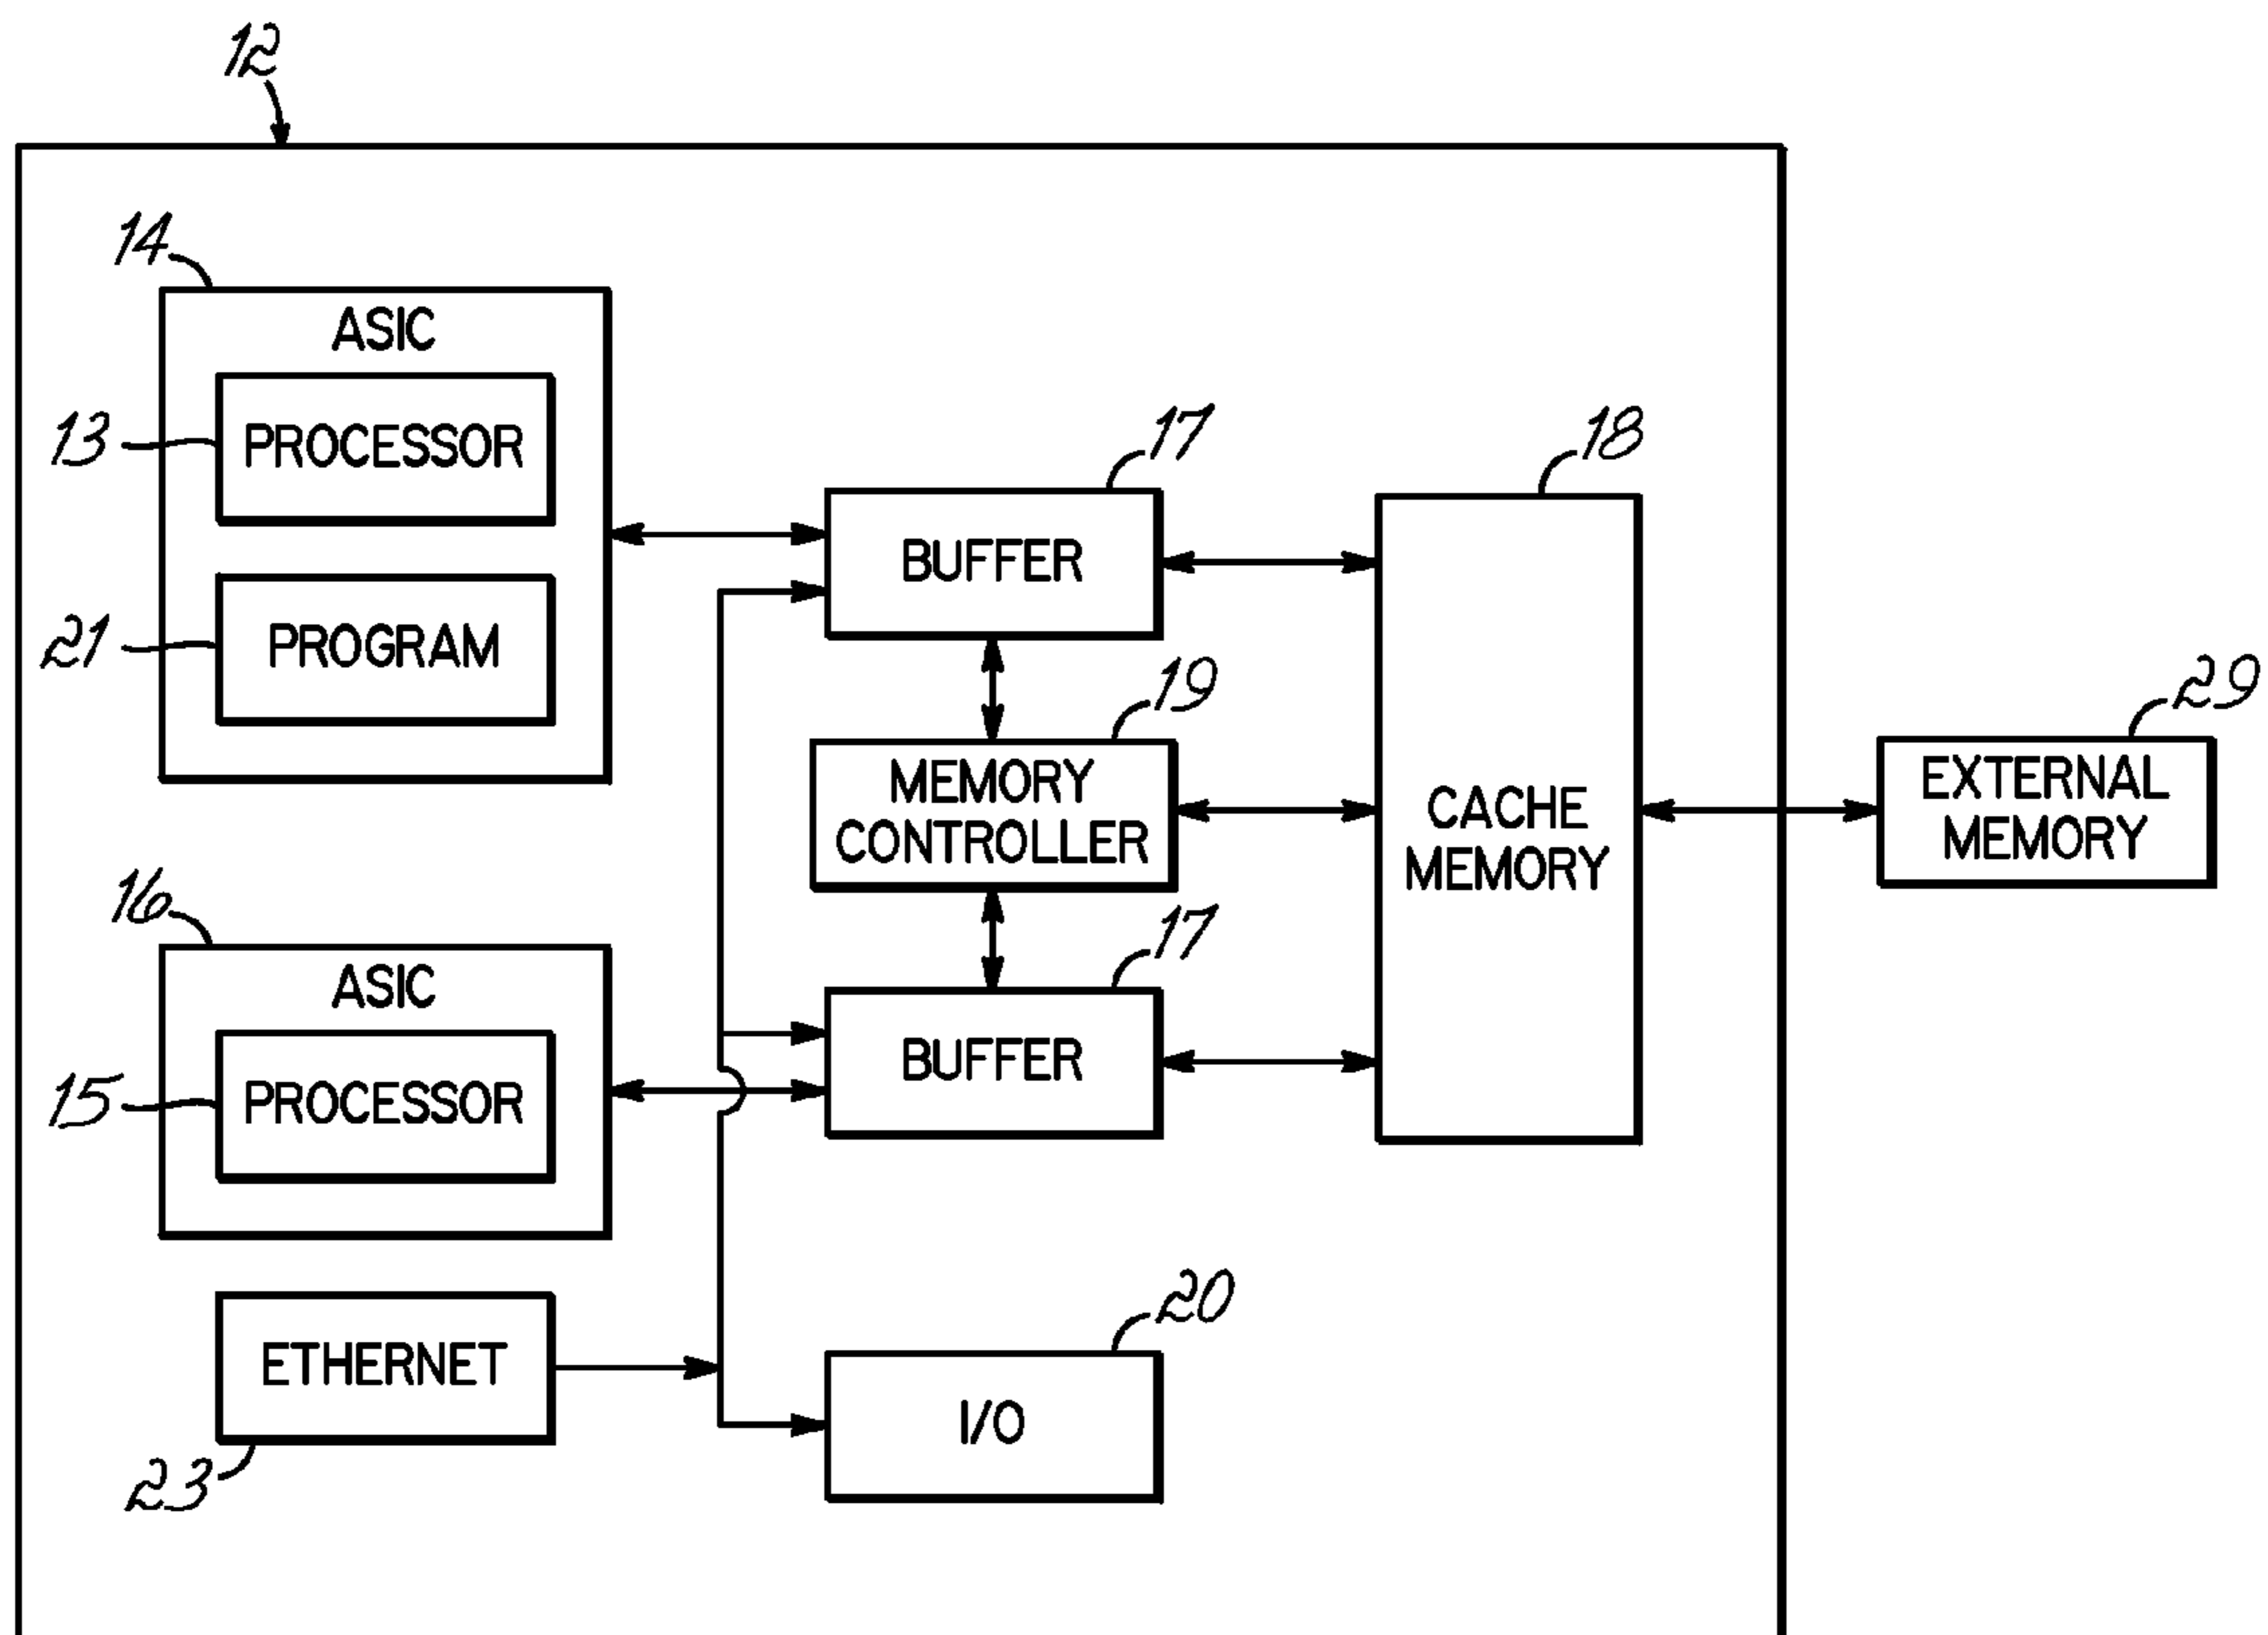 12
14
ASIC
13
PROCESSOR
21
PROGRAM
17
BUFFER
18
19
MEMORY
CONTROLLER
CACHE
MEMORY
29
EXTERNAL
MEMORY
16
ASIC
15
PROCESSOR
17
BUFFER
ETHERNET
23
20
I/O